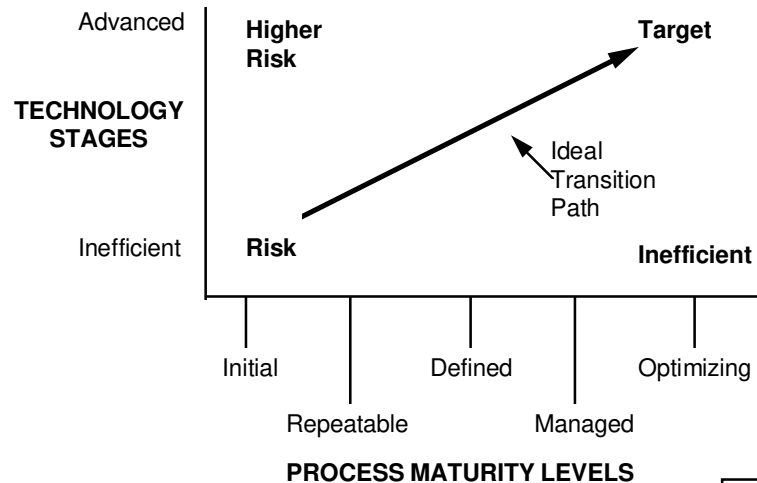 Advanced
Higher
Risk
Target
TECHNOLOGY
STAGES
Ideal
Transition
Path
Inefficient
Risk
Inefficient
Initial
Defined
Optimizing
Repeatable
Managed
PROCESS MATURITY LEVELS